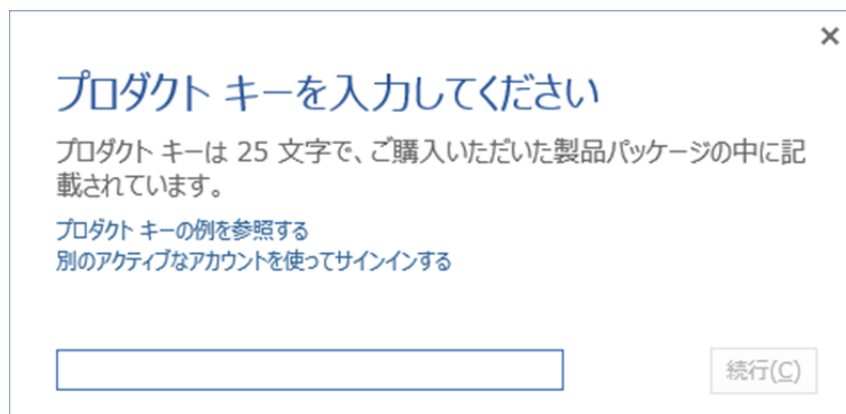 プロダクト キーを入力してください
プロダクト キーは 25 文字で、ご購入いただいた製品パッケージの中に記
載されています。
プロダクト キーの例を参照する
別のアクティブなアカウントを使ってサインインする
続行(C)